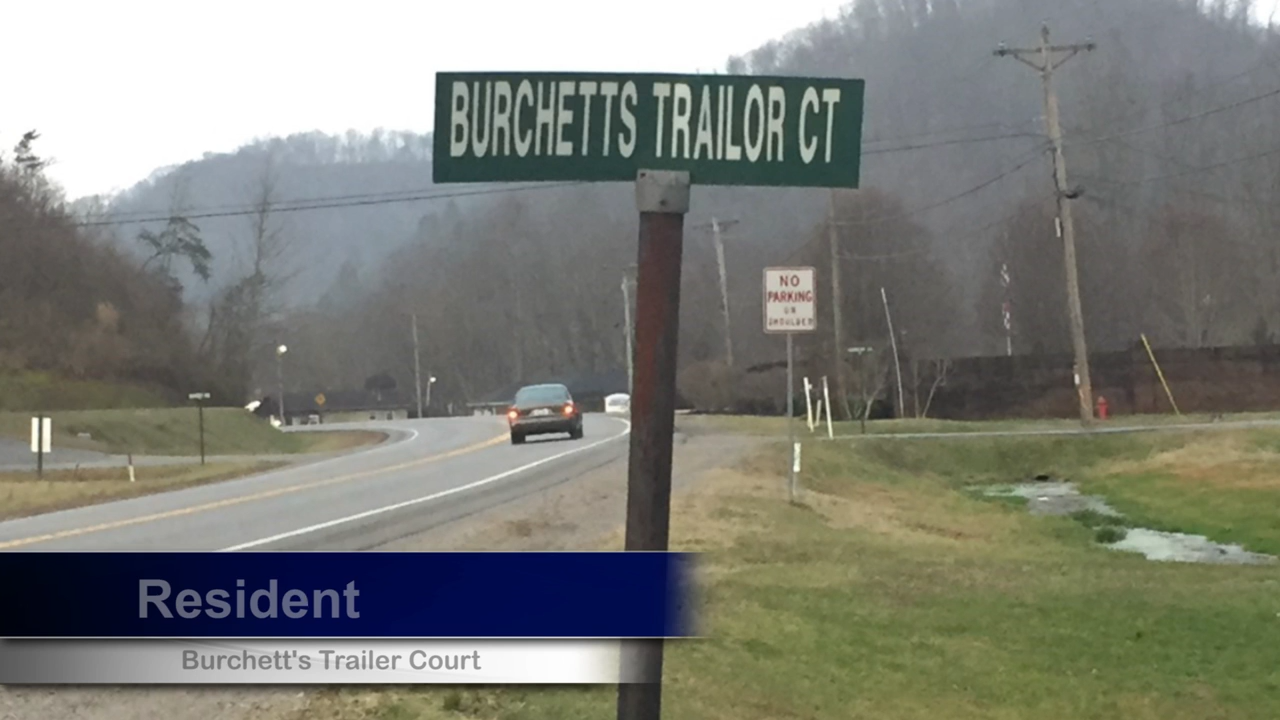 BURCHETTS TRAILOR CT
NO
PARKING
ON
SHOULDER
Resident
Burchett's Trailer Court